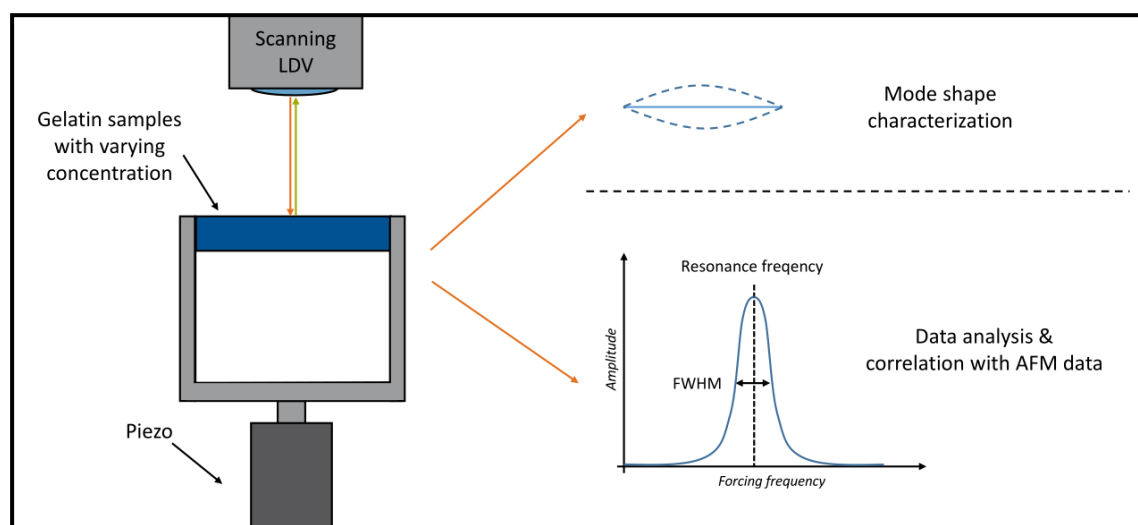 Scanning
LDV
Gelatin samples
with varying
concentration
Piezo
Mode shape
characterization
Resonance freqency
Amplitude
FWHM
Forcing frequency
Data analysis &
correlation with AFM data